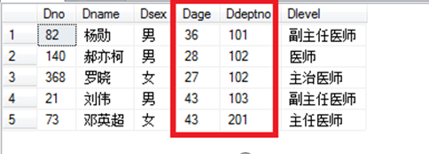 Dno Dname Dsex Dage Ddeptno Dlevel
1 82 杨勋 男 36 101 副主任医师
2 140 郝亦柯 男 28 102 医师
3 368 罗晓 女 27 102 主治医师
4 21 刘伟 男 43 103 副主任医师
5 73 邓英超 女 43 201 主任医师